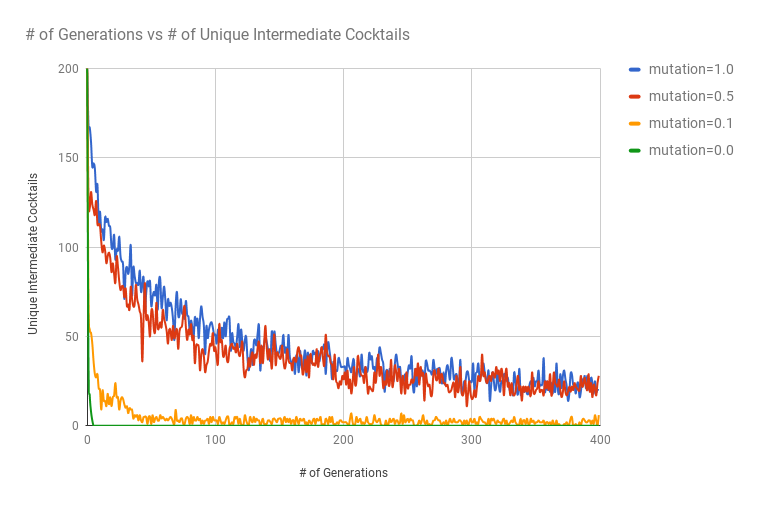 # of Generations vs # of Unique Intermediate Cocktails
mutation=1.0
mutation=0.5
mutation=0.1
mutation=0.0
Unique Intermediate Cocktails
200
150
100
50
0
0 100 200 300 400
# of Generations